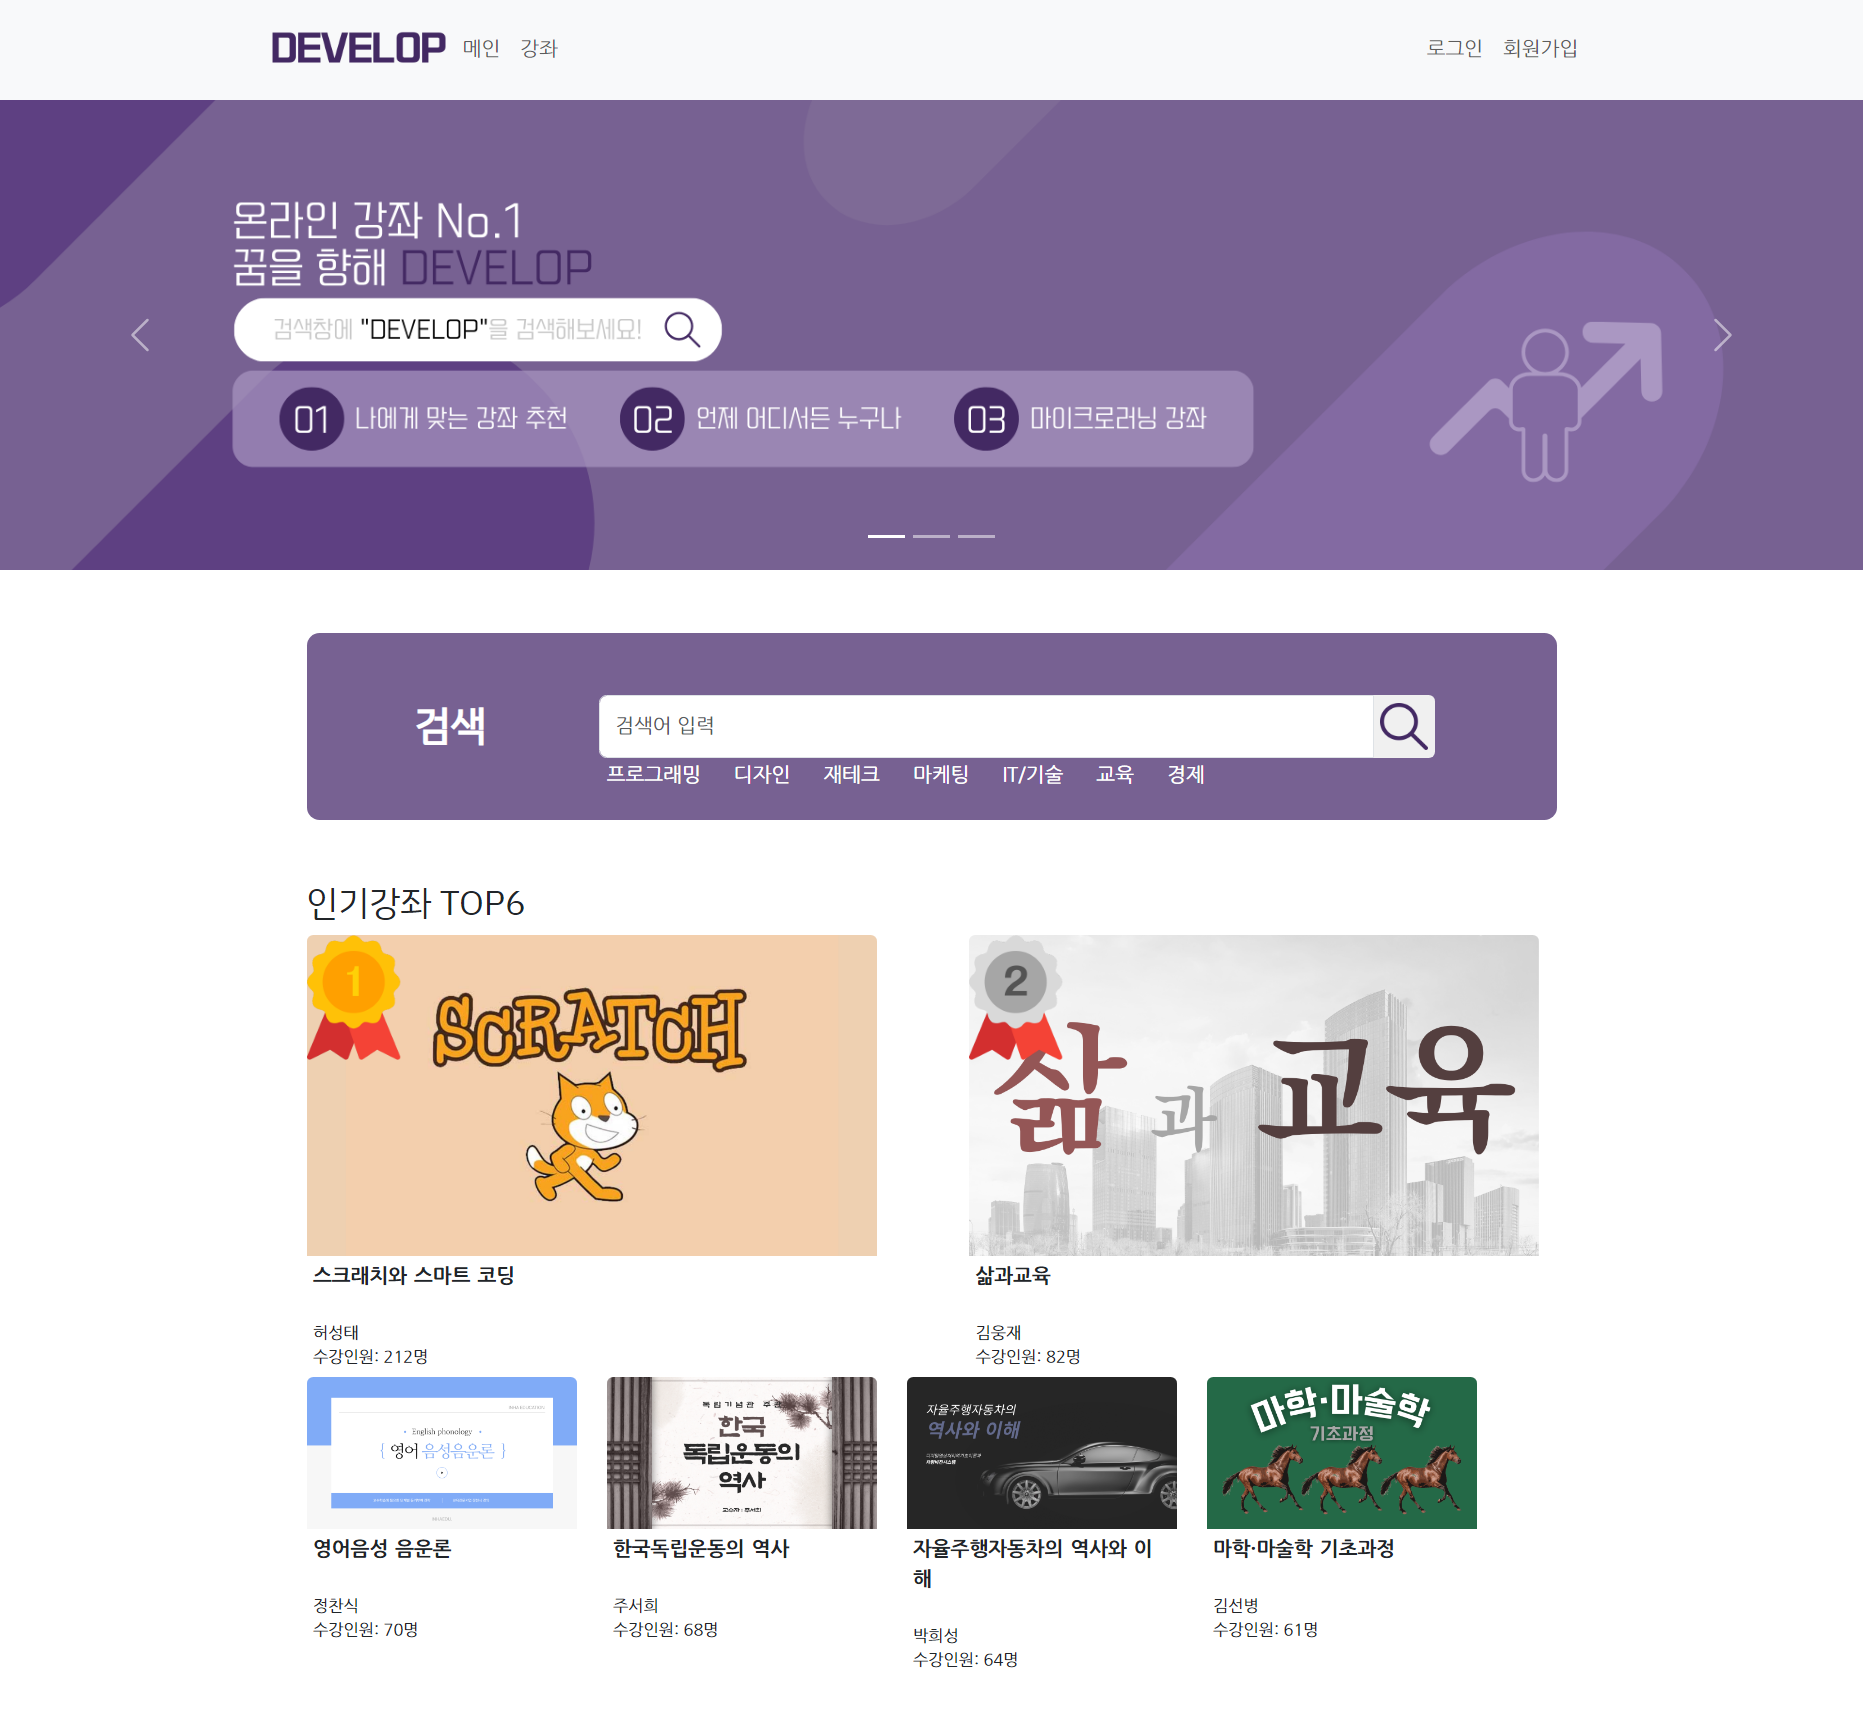 DEVELOP 메인 강좌 로그인 회원가입
온라인 강좌 No.1
꿈을 향해 DEVELOP
검색창에 "DEVELOP"을 검색해보세요!
01 나에게 맞는 강좌 추천 02 언제 어디서든 누구나 03 마이크로러닝 강좌
검색 검색어 입력
프로그래밍 디자인 재테크 마케팅 IT/기술 교육 경제
인기강좌 TOP6
1
SCRATCH
2
삶과 교육
스크래치와 스마트 코딩
허성태
수강인원: 212명
삶과교육
김웅재
수강인원: 82명
English phonology
{ 영어 음성음운론 }
영어음성 음운론
정찬식
수강인원: 70명
한국
독립운동의
역사
한국독립운동의 역사
주서희
수강인원: 68명
자율주행자동차의
역사와 이해
자율주행자동차의 역사와 이
해
박희성
수강인원: 64명
마학·마술학
기초과정
마학·마술학 기초과정
김선병
수강인원: 61명